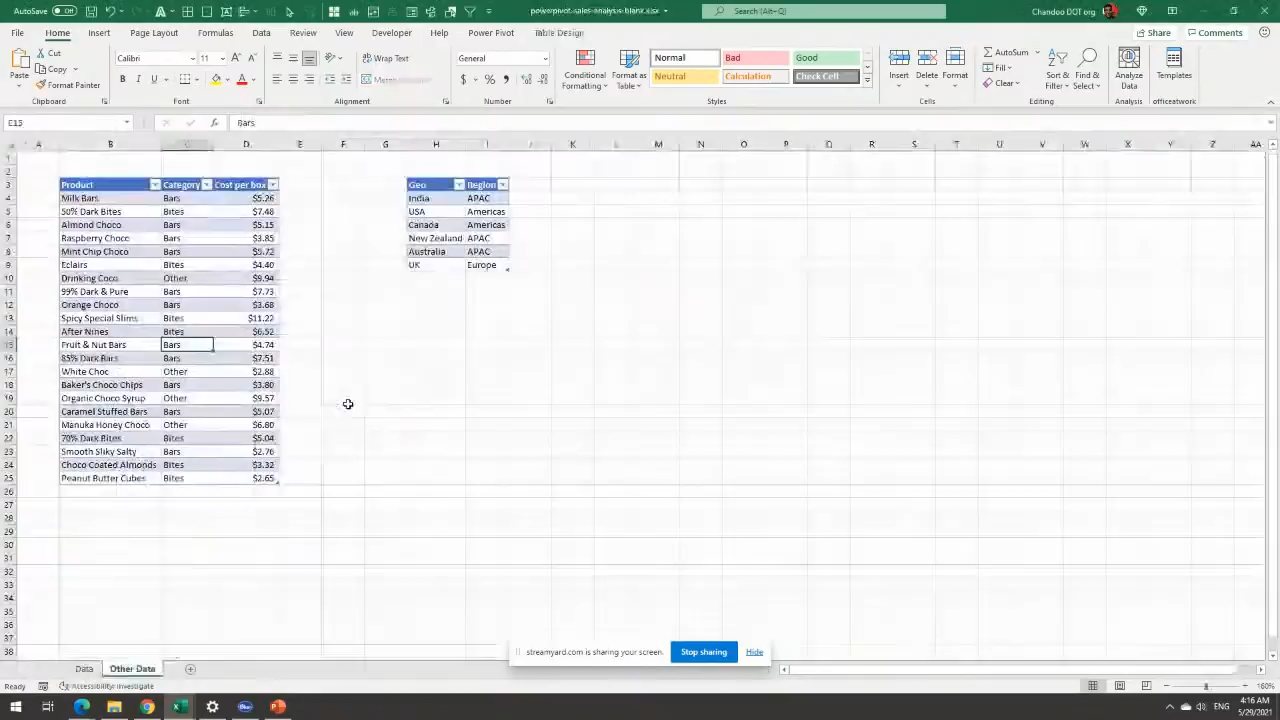 AutoSave Off powerpivot-sales-analysis-blank.xlsx Search (Alt+Q) Chandoo DOT org
File Home Insert Page Layout Formulas Data Review View Developer Help Power Pivot Table Design Share Comments
Paste Cut Copy Format Painter Clipboard
Calibri 11 Font
Wrap Text Merge Alignment
General Number
Conditional Formatting Format as Table
Normal Bad Good
Neutral Calculation Check Cell
Styles
Insert Delete Format Cells
AutoSum Fill Clear Sort & Filter Find & Select Editing
Analyze Data Analysis
Templates officeatwork
E15 Bars
A B D E F G H I J K L M N O P Q R S T U V W X Y Z AA
Product Category Cost per box
Milk Bars Bars $5.26
50% Dark Bites Bites $7.48
Almond Choco Bars $5.15
Raspberry Choco Bars $3.85
Mint Chip Choco Bars $5.72
Eclairs Bites $4.40
Drinking Coco Other $9.94
99% Dark & Pure Bars $7.73
Orange Choco Bars $3.68
Spicy Special Slims Bites $11.22
After Nines Bites $6.52
Fruit & Nut Bars Bars $4.74
85% Dark Bars Bars $7.51
White Choc Other $2.88
Baker's Choco Chips Bars $3.80
Organic Choco Syrup Other $9.57
Caramel Stuffed Bars Bars $5.07
Manuka Honey Choco Other $6.80
70% Dark Bites Bites $5.04
Smooth Sliky Salty Bars $2.76
Choco Coated Almonds Bites $3.32
Peanut Butter Cubes Bites $2.65
Geo Region
India APAC
USA Americas
Canada Americas
New Zealand APAC
Australia APAC
UK Europe
streamyard.com is sharing your screen. Stop sharing Hide
Data Other Data
Ready Accessibility: Investigate 160%
ENG 4:16 AM
5/29/2021